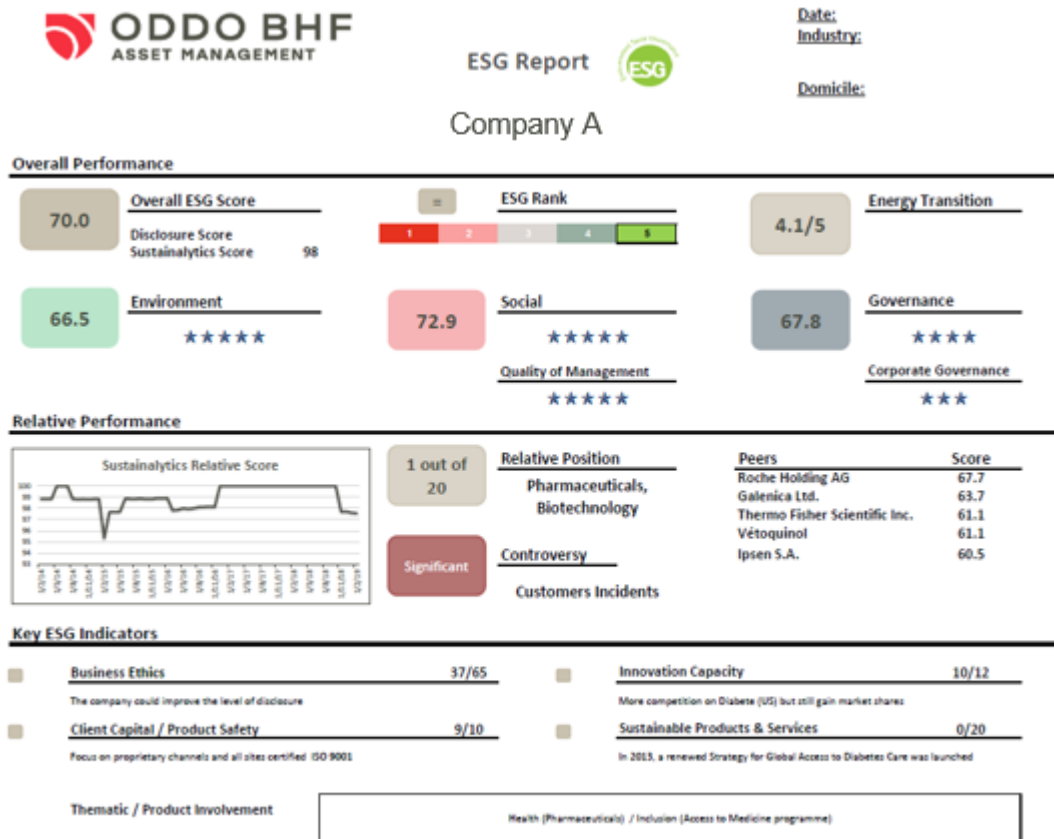 ODDO BHF
ASSET MANAGEMENT
ESG Report
ESG
Date:
Industry:
Domicile:
Company A
Overall Performance
70.0
Overall ESG Score
Disclosure Score
Sustainalytics Score 98
=
ESG Rank
1 2 3 4 5
4.1/5
Energy Transition
66.5
Environment
★★★★★
72.9
Social
★★★★★
Quality of Management
★★★★★
67.8
Governance
★★★★
Corporate Governance
★★★
Relative Performance
Sustainalytics Relative Score
100
99
98
97
96
95
94
93
1 out of
20
Relative Position
Pharmaceuticals,
Biotechnology
Significant
Controversy
Customers Incidents
Peers Score
Roche Holding AG 67.7
Galenica Ltd. 63.7
Thermo Fisher Scientific Inc. 61.1
Vétoquinol 61.1
Ipsen S.A. 60.5
Key ESG Indicators
Business Ethics 37/65
The company could improve the level of disclosure
Client Capital / Product Safety 9/10
Focus on proprietary channels and all sites certified ISO 9001
Innovation Capacity 10/12
More competition on Diabete (US) but still gain market shares
Sustainable Products & Services 0/20
In 2013, a renewed Strategy for Global Access to Diabetes Care was launched
Thematic / Product Involvement
Health (Pharmaceuticals) / Inclusion (Access to Medicine programme)